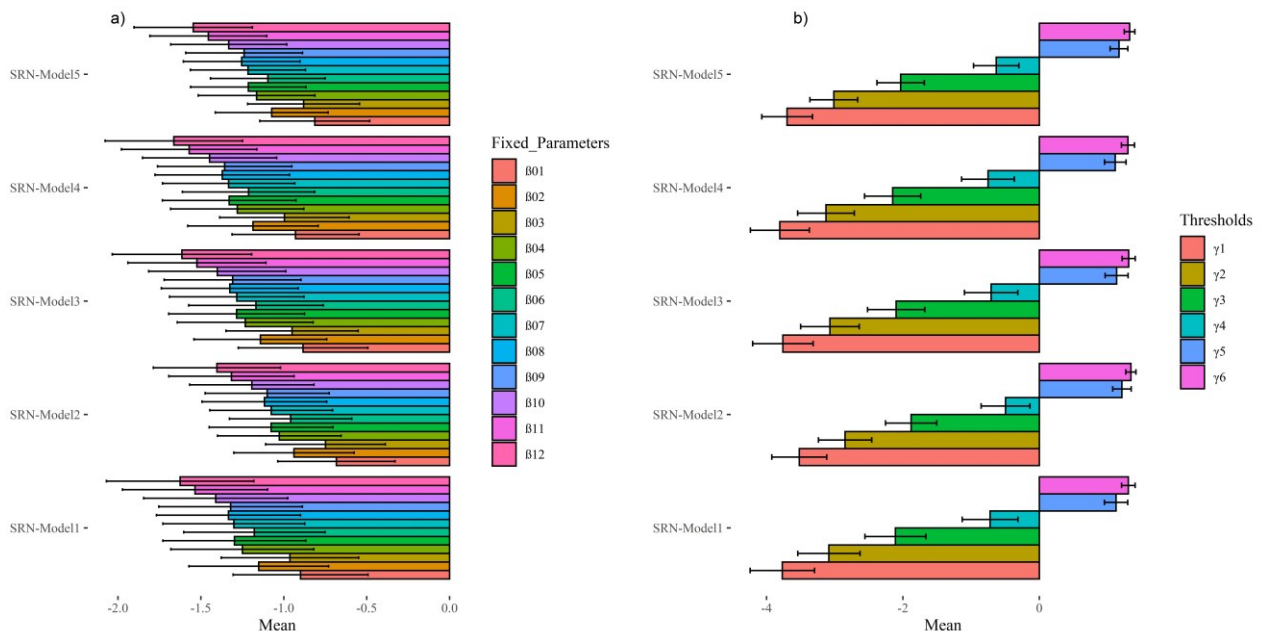 a)
SRN-Model5
SRN-Model4
SRN-Model3
SRN-Model2
SRN-Model1
-2.0 -1.5 -1.0 -0.5 0.0
Mean
Fixed_Parameters
ß01
ß02
ß03
ß04
ß05
ß06
ß07
ß08
ß09
ß10
ß11
ß12
b)
SRN-Model5
SRN-Model4
SRN-Model3
SRN-Model2
SRN-Model1
-4 -2 0
Mean
Thresholds
γ1
γ2
γ3
γ4
γ5
γ6